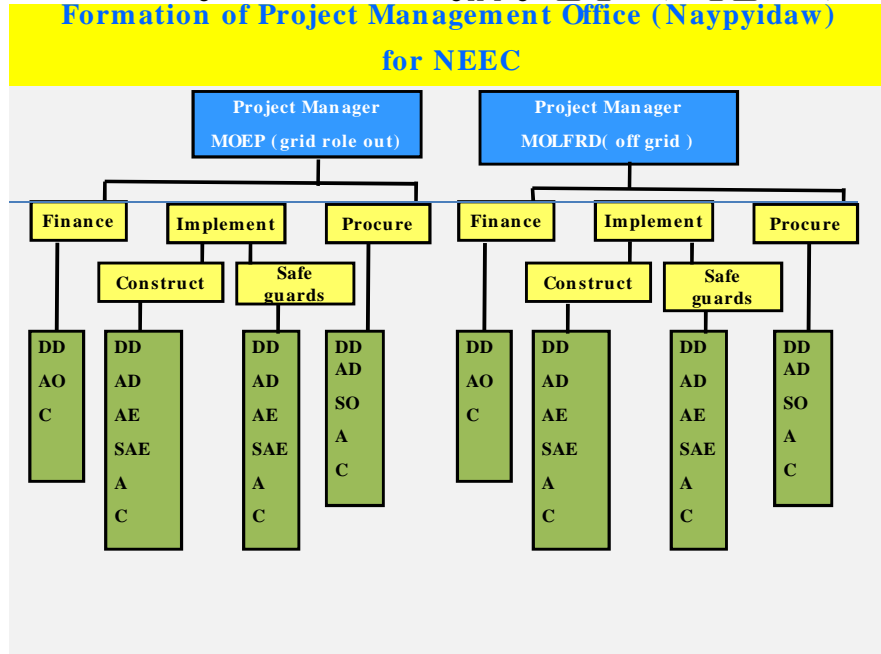 Formation of Project Management Office (Naypyidaw)
for NEEC
Project Manager
MOEP (grid role out)
Project Manager
MOLFRD( off grid )
Finance
Implement
Procure
Finance
Implement
Procure
Construct
Safe
guards
Construct
Safe
guards
DD
AO
C
DD
AD
AE
SAE
A
C
DD
AD
AE
SAE
A
C
DD
AD
SO
A
C
DD
AO
C
DD
AD
AE
SAE
A
C
DD
AD
AE
SAE
A
C
DD
AD
SO
A
C